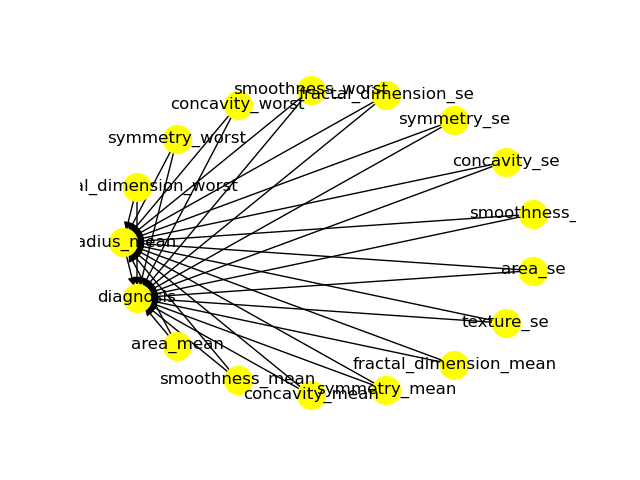 smoothness_worst
fractal_dimension_se
concavity_worst
symmetry_se
symmetry_worst
concavity_se
al_dimension_worst
smoothness_
adius_mean
area_se
diagnosis
texture_se
area_mean
fractal_dimension_mean
smoothness_mean
symmetry_mean
concavity_mean